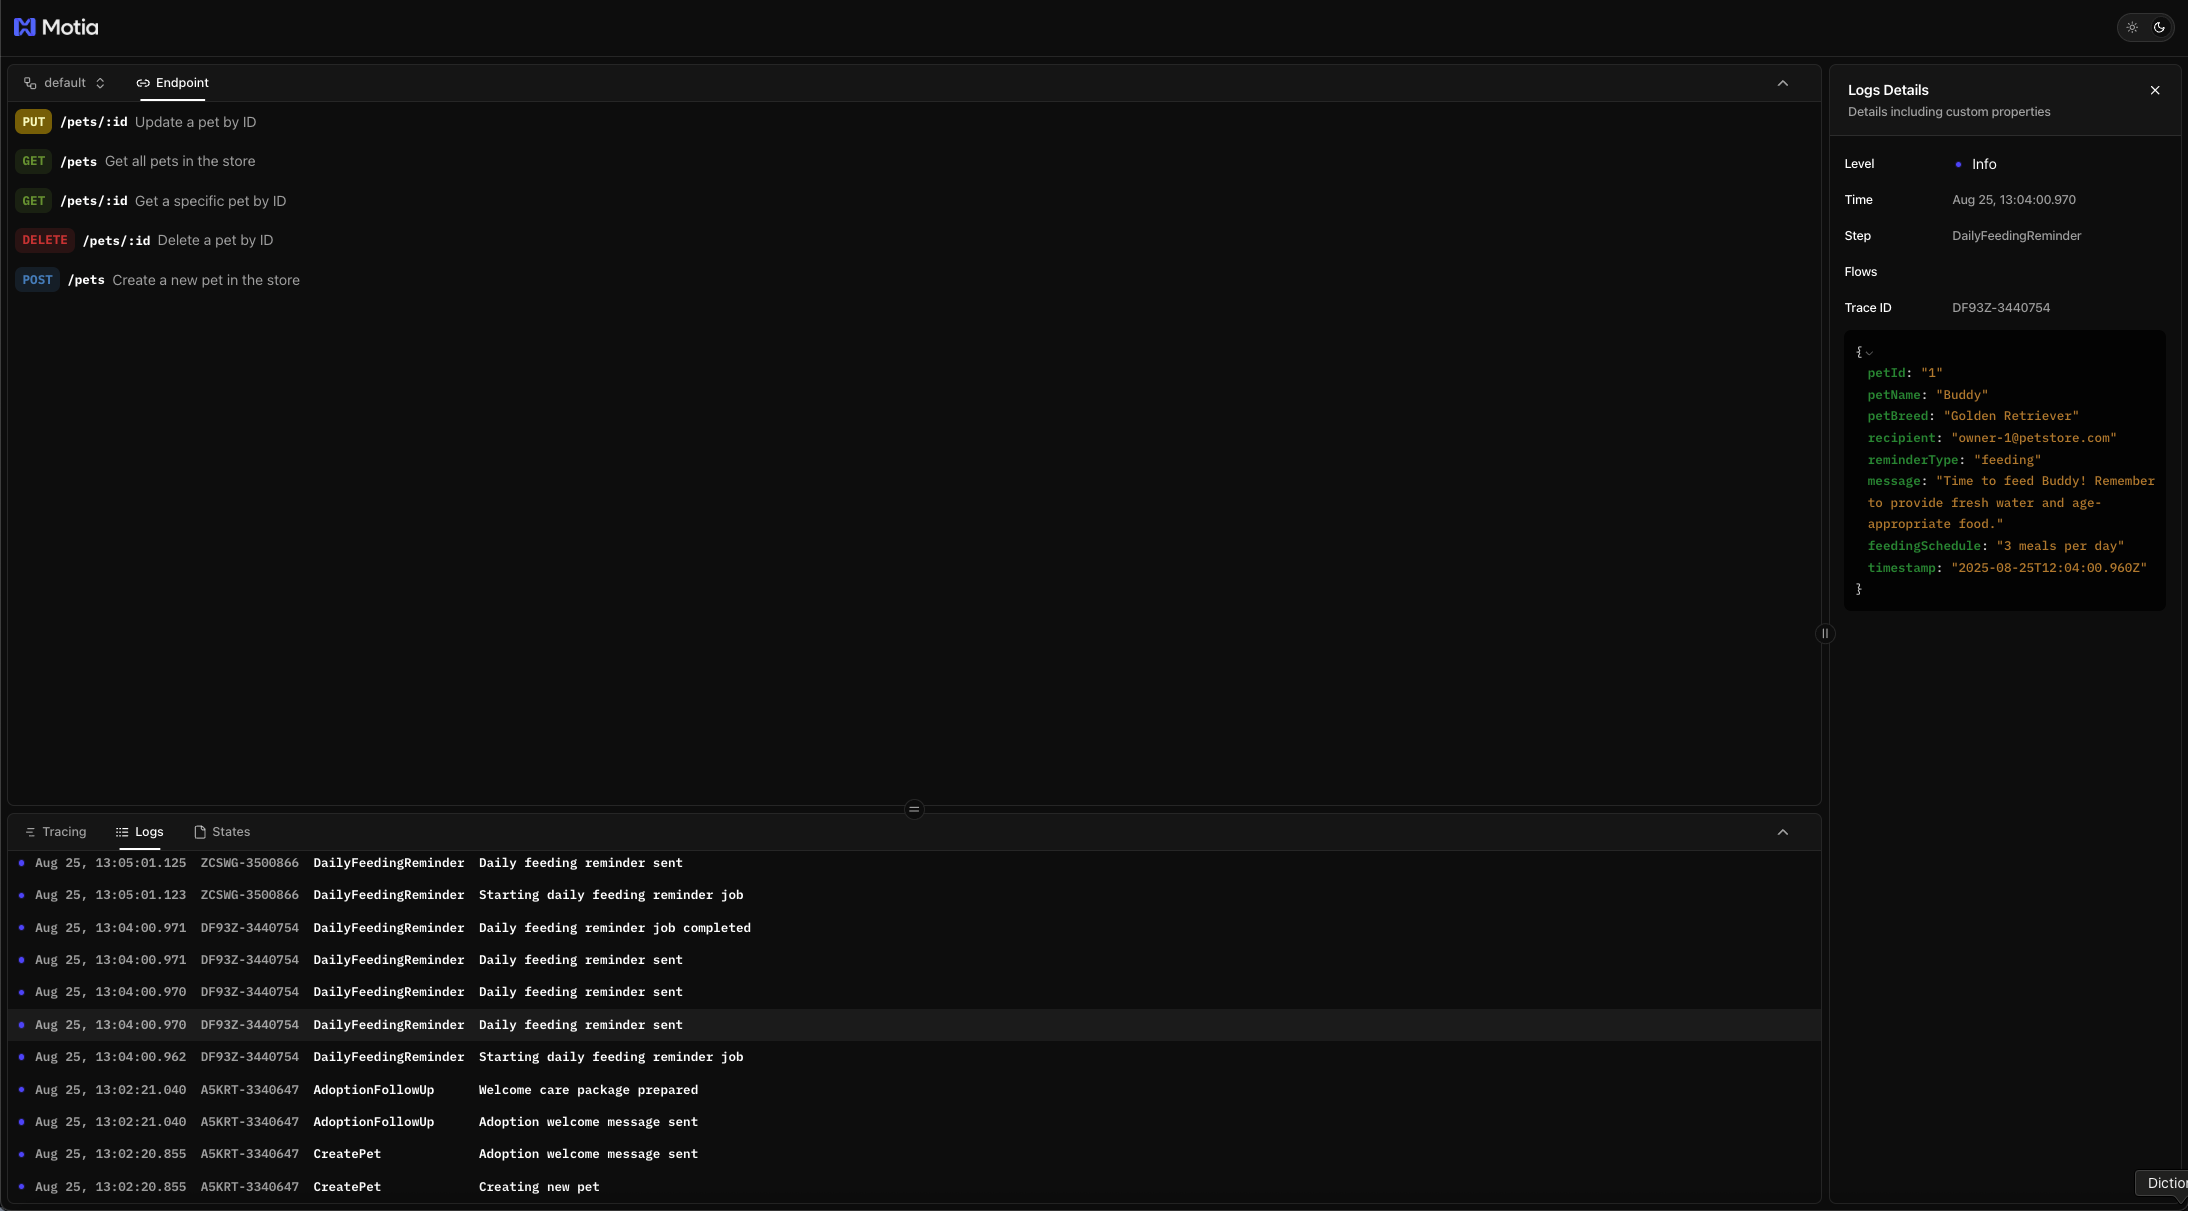 Motia
default Endpoint
PUT /pets/:id Update a pet by ID
GET /pets Get all pets in the store
GET /pets/:id Get a specific pet by ID
DELETE /pets/:id Delete a pet by ID
POST /pets Create a new pet in the store
Tracing Logs States
Aug 25, 13:05:01.125 ZCSWG-3500866 DailyFeedingReminder Daily feeding reminder sent
Aug 25, 13:05:01.123 ZCSWG-3500866 DailyFeedingReminder Starting daily feeding reminder job
Aug 25, 13:04:00.971 DF93Z-3440754 DailyFeedingReminder Daily feeding reminder job completed
Aug 25, 13:04:00.971 DF93Z-3440754 DailyFeedingReminder Daily feeding reminder sent
Aug 25, 13:04:00.970 DF93Z-3440754 DailyFeedingReminder Daily feeding reminder sent
Aug 25, 13:04:00.970 DF93Z-3440754 DailyFeedingReminder Daily feeding reminder sent
Aug 25, 13:04:00.962 DF93Z-3440754 DailyFeedingReminder Starting daily feeding reminder job
Aug 25, 13:02:21.040 A5KRT-3340647 AdoptionFollowUp Welcome care package prepared
Aug 25, 13:02:21.040 A5KRT-3340647 AdoptionFollowUp Adoption welcome message sent
Aug 25, 13:02:20.855 A5KRT-3340647 CreatePet Adoption welcome message sent
Aug 25, 13:02:20.855 A5KRT-3340647 CreatePet Creating new pet
Logs Details
Details including custom properties
Level Info
Time Aug 25, 13:04:00.970
Step DailyFeedingReminder
Flows
Trace ID DF93Z-3440754
{
petId: "1"
petName: "Buddy"
petBreed: "Golden Retriever"
recipient: "owner-1@petstore.com"
reminderType: "feeding"
message: "Time to feed Buddy! Remember
to provide fresh water and age-
appropriate food."
feedingSchedule: "3 meals per day"
timestamp: "2025-08-25T12:04:00.960Z"
}